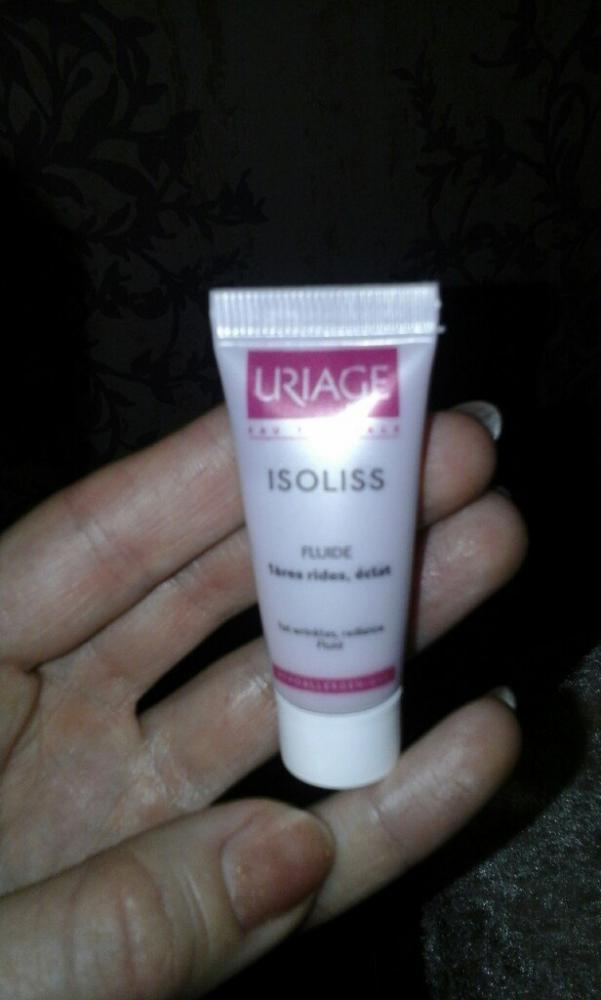 URIAGE
ISOLISS
FLUIDE
1ères rides, éclat
1st wrinkles, radiance
Fluid